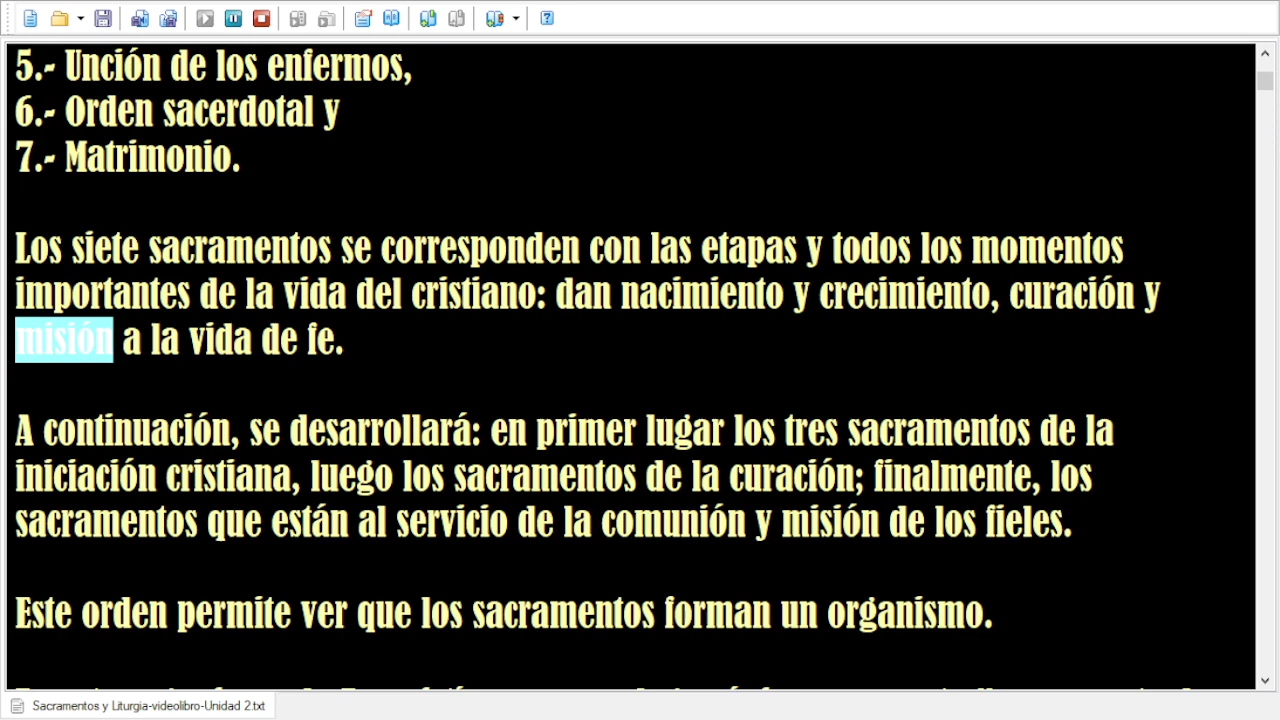 5.- Unción de los enfermos,
6.- Orden sacerdotal y
7.- Matrimonio.
Los siete sacramentos se corresponden con las etapas y todos los momentos
importantes de la vida del cristiano: dan nacimiento y crecimiento, curación y
misión a la vida de fe.
A continuación, se desarrollará: en primer lugar los tres sacramentos de la
iniciación cristiana, luego los sacramentos de la curación; finalmente, los
sacramentos que están al servicio de la comunión y misión de los fieles.
Este orden permite ver que los sacramentos forman un organismo.
Sacramentos y Liturgia-videolibro-Unidad 2.txt